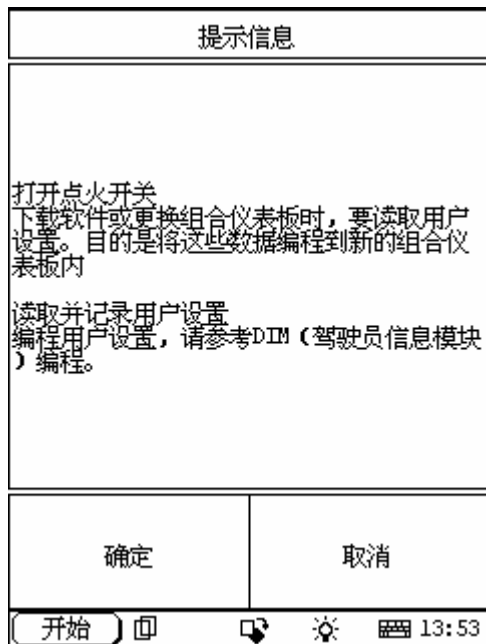 提示信息
打开点火开关
下载软件或更换组合仪表板时，要读取用户
设置。目的是将这些数据编程到新的组合仪
表板内
读取并记录用户设置
编程用户设置，请参考DIM（驾驶员信息模块
）编程。
确定
取消
开始
13:53